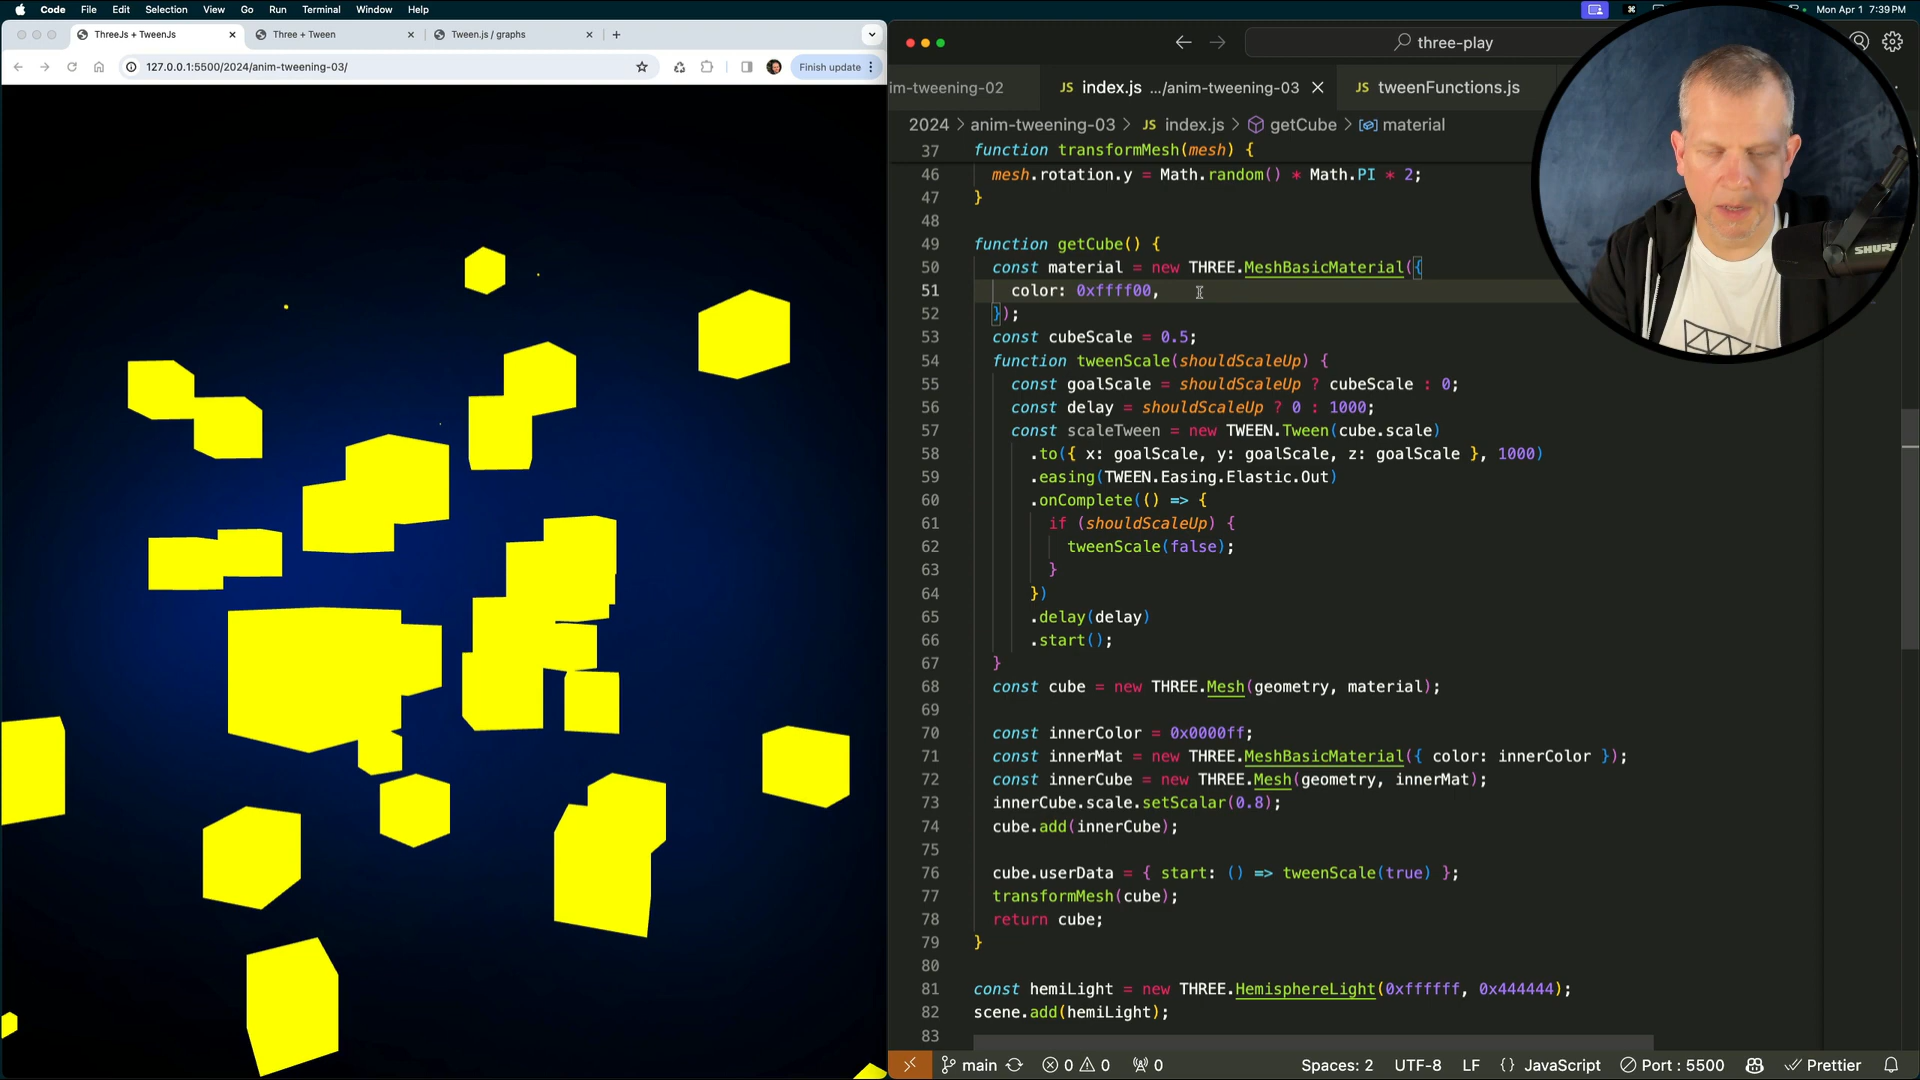 Code File Edit Selection View Go Run Terminal Window Help
Mon Apr 1 7:39 PM
ThreeJs + TweenJs
Three + Tween
Tween.js / graphs
127.0.0.1:5500/2024/anim-tweening-03/
Finish update
three-play
im-tweening-02
JS index.js .../anim-tweening-03
JS tweenFunctions.js
2024 > anim-tweening-03 > JS index.js > getCube > material
37 function transformMesh(mesh) {
46 mesh.rotation.y = Math.random() * Math.PI * 2;
47 }
48
49 function getCube() {
50 const material = new THREE.MeshBasicMaterial({
51 color: 0xffff00,
52 });
53 const cubeScale = 0.5;
54 function tweenScale(shouldScaleUp) {
55 const goalScale = shouldScaleUp ? cubeScale : 0;
56 const delay = shouldScaleUp ? 0 : 1000;
57 const scaleTween = new TWEEN.Tween(cube.scale)
58 .to({ x: goalScale, y: goalScale, z: goalScale }, 1000)
59 .easing(TWEEN.Easing.Elastic.Out)
60 .onComplete(() => {
61 if (shouldScaleUp) {
62 tweenScale(false);
63 }
64 })
65 .delay(delay)
66 .start();
67 }
68 const cube = new THREE.Mesh(geometry, material);
69
70 const innerColor = 0x0000ff;
71 const innerMat = new THREE.MeshBasicMaterial({ color: innerColor });
72 const innerCube = new THREE.Mesh(geometry, innerMat);
73 innerCube.scale.setScalar(0.8);
74 cube.add(innerCube);
75
76 cube.userData = { start: () => tweenScale(true) };
77 transformMesh(cube);
78 return cube;
79 }
80
81 const hemiLight = new THREE.HemisphereLight(0xffffff, 0x444444);
82 scene.add(hemiLight);
83
SHURE
main 0 0 0 Spaces: 2 UTF-8 LF {} JavaScript Port : 5500 Prettier